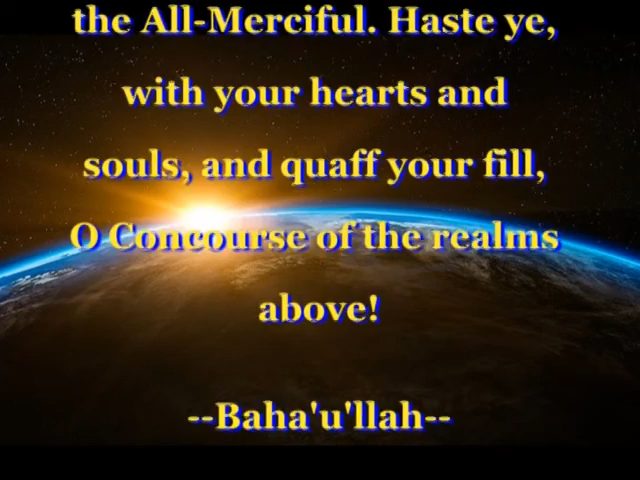 the All-Merciful. Haste ye,
with your hearts and
souls, and quaff your fill,
O Concourse of the realms
above!
--Baha'u'llah--